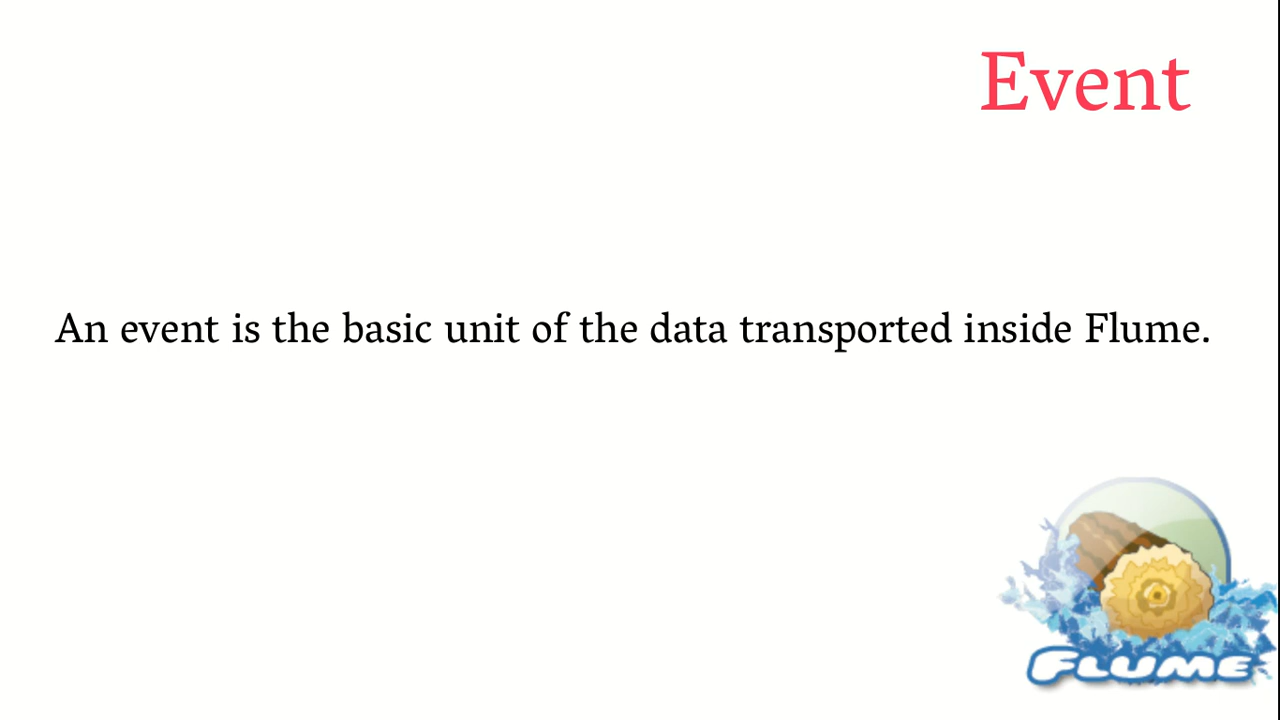 Event
An event is the basic unit of the data transported inside Flume.
FLUME